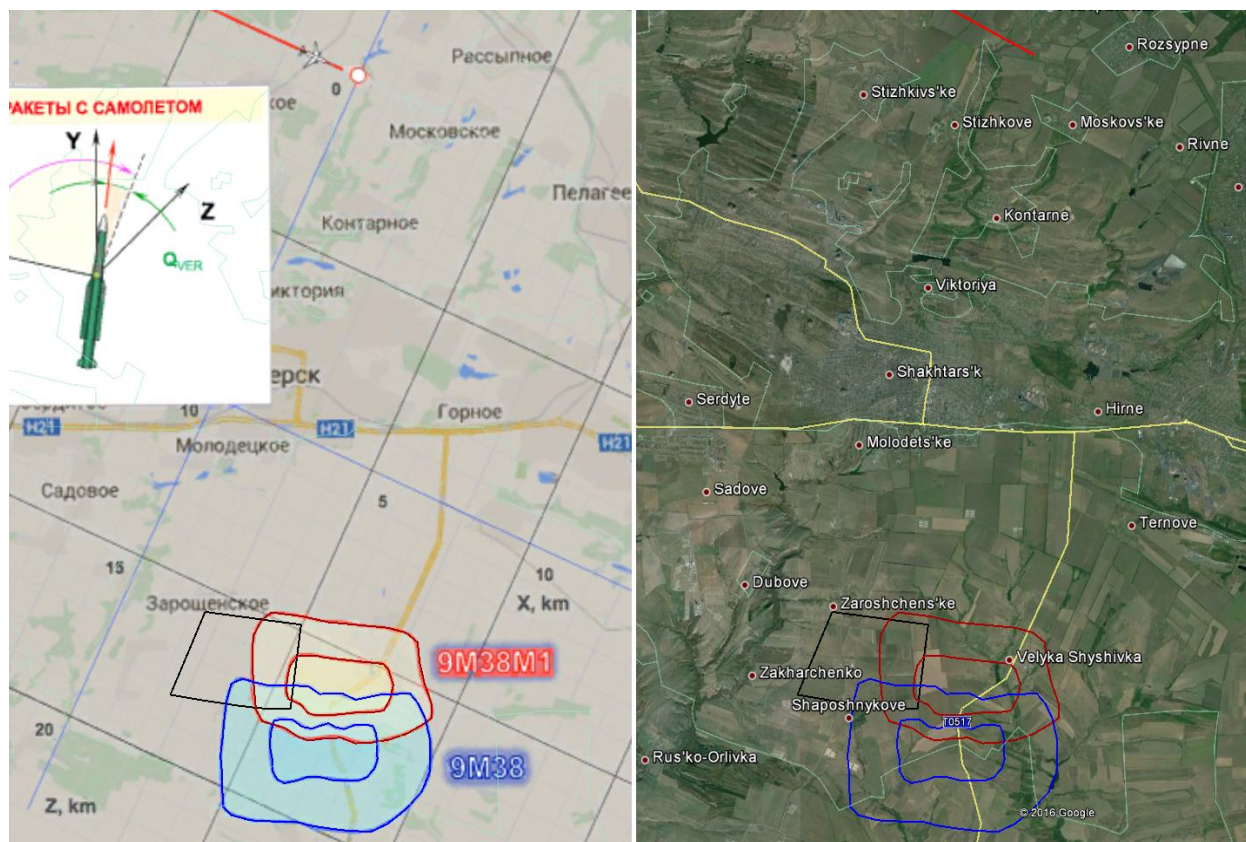 Рассыпное
0
РАКЕТЫ С САМОЛЕТОМ
Московское
Y
Z
Пелагее
QVER
Контарное
иктория
ерск
10
Горное
H21
H21
H21
Молодецкое
Садовое
5
15
10
X, km
Зарощенское
9M38M1
20
9M38
Z, km
Rozsypne
Stizhkivs'ke
Stizhkove
Moskovs'ke
Rivne
Kontarne
Viktoriya
Shakhtars'k
Serdyte
Hirne
Molodets'ke
Sadove
Ternove
Dubove
Zaroshchens'ke
Velyka Shyshivka
Zakharchenko
Shaposhnykove
T0517
Rus'ko-Orlivka
© 2016 Google